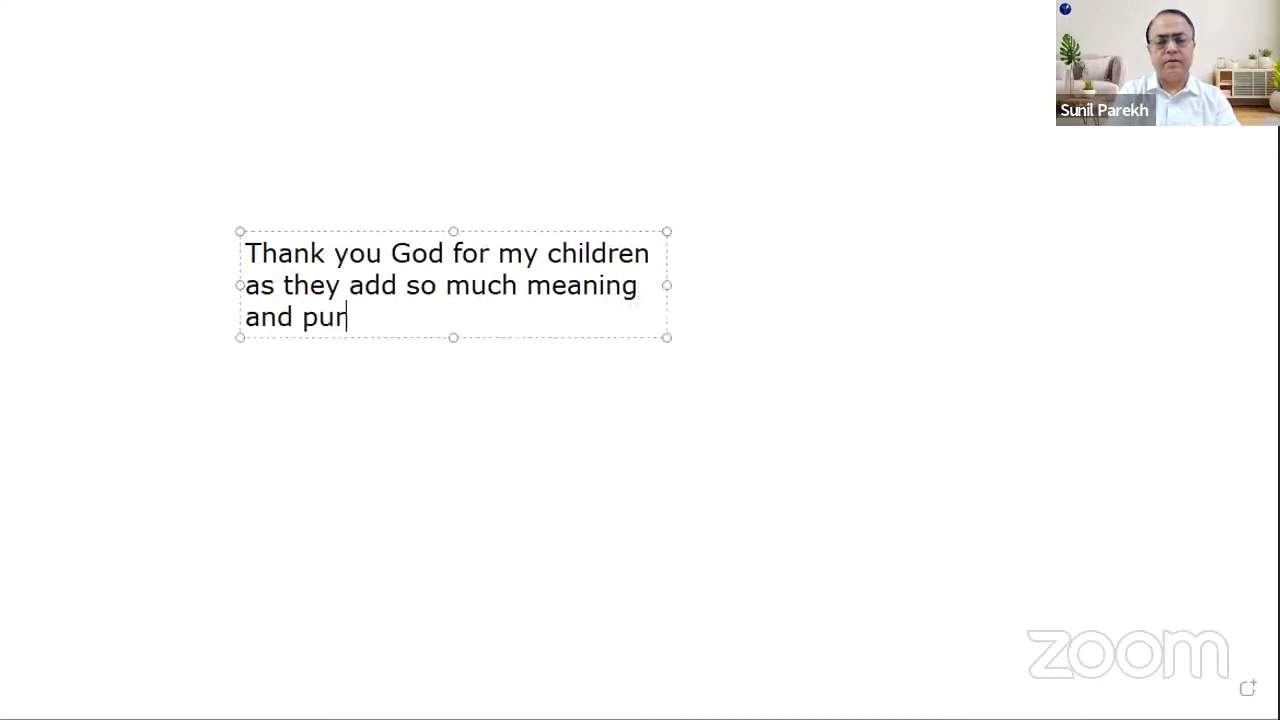 Sunil Parekh
Thank you God for my children
as they add so much meaning
and pur
zoom